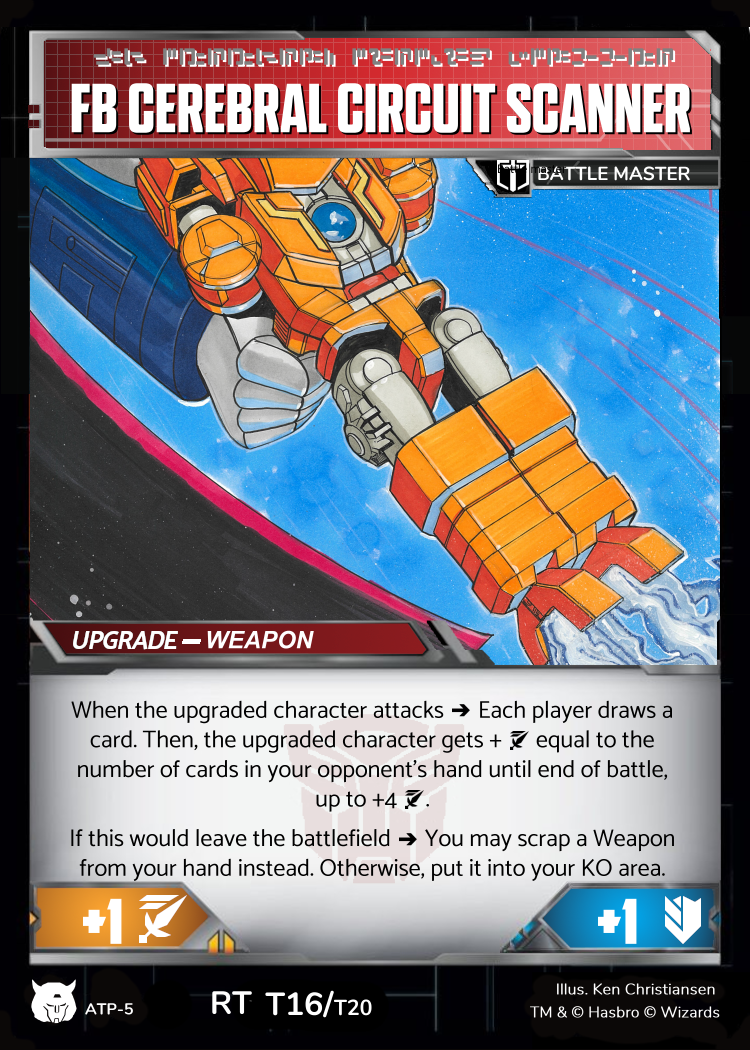 FB CEREBRAL CIRCUIT SCANNER
BATTLE MASTER
UPGRADE — WEAPON
When the upgraded character attacks ➔ Each player draws a
card. Then, the upgraded character gets + equal to the
number of cards in your opponent's hand until end of battle,
up to +4 .
If this would leave the battlefield ➔ You may scrap a Weapon
from your hand instead. Otherwise, put it into your KO area.
+1
+1
ATP-5
RT T16/T20
Illus. Ken Christiansen
TM & © Hasbro © Wizards